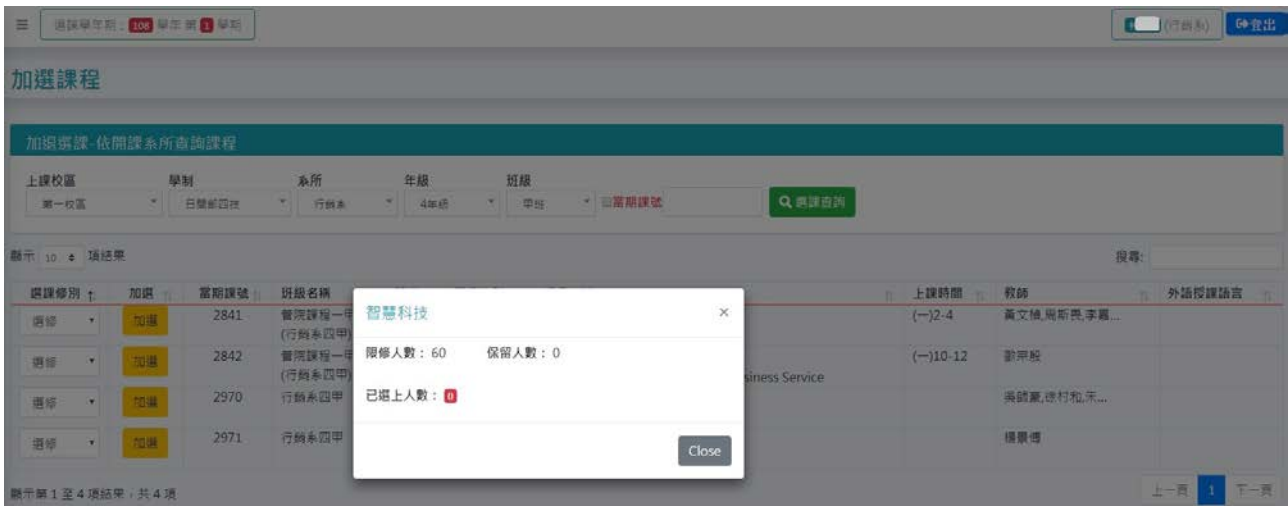 選課學年期：108 學年 第 1 學期
(行銷系) 登出
加選課程
加退選課-依開課系所查詢課程
上課校區 學制 系所 年級 班級
第一校區 日間部四技 行銷系 4年級 甲班 當期課號 選課查詢
顯示 10 項結果 搜尋:
選課修別 加選 當期課號 班級名稱 上課時間 教師 外語授課語言
智慧科技 ×
限修人數： 60 保留人數： 0
已選上人數： 0
Close
選修 加選 2841 (一)2-4
(行銷系四甲)
選修 加選 2842 (一)10-12
(行銷系四甲) siness Service
選修 加選 2970 行銷系四甲
選修 加選 2971 行銷系四甲
顯示第 1 至 4 項結果，共 4 項
上一頁 1 下一頁